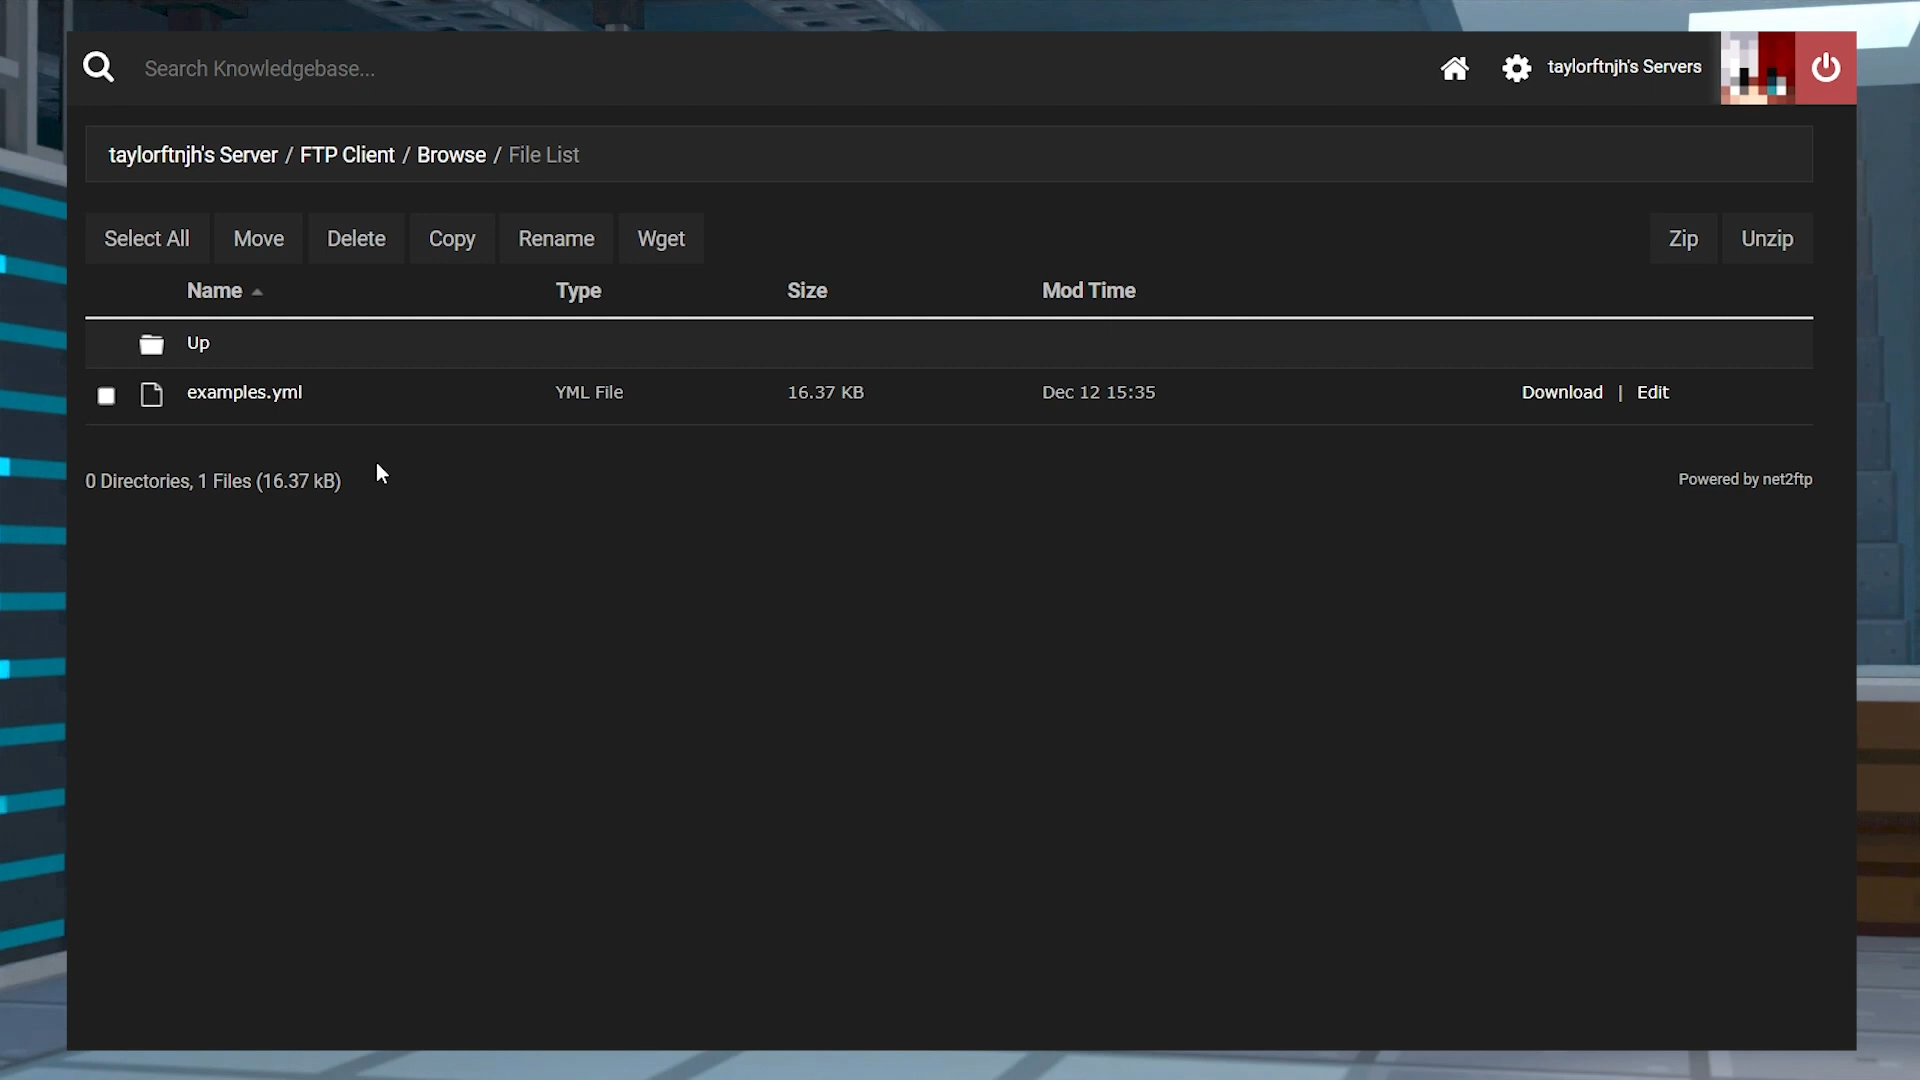 Search Knowledgebase...
taylorftnjh's Servers
taylorftnjh's Server / FTP Client / Browse / File List
Select All Move Delete Copy Rename Wget Zip Unzip
Name Type Size Mod Time
Up
examples.yml YML File 16.37 KB Dec 12 15:35 Download | Edit
0 Directories, 1 Files (16.37 kB)
Powered by net2ftp